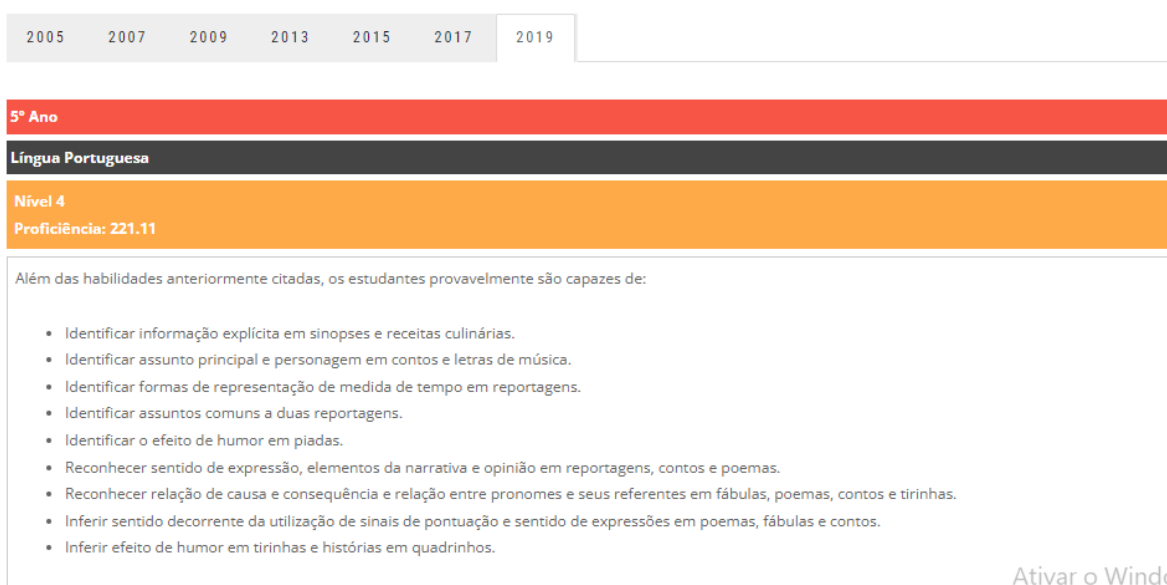 2005 2007 2009 2013 2015 2017 2019
5º Ano
Língua Portuguesa
Nível 4
Proficiência: 221.11
Além das habilidades anteriormente citadas, os estudantes provavelmente são capazes de:
• Identificar informação explícita em sinopses e receitas culinárias.
• Identificar assunto principal e personagem em contos e letras de música.
• Identificar formas de representação de medida de tempo em reportagens.
• Identificar assuntos comuns a duas reportagens.
• Identificar o efeito de humor em piadas.
• Reconhecer sentido de expressão, elementos da narrativa e opinião em reportagens, contos e poemas.
• Reconhecer relação de causa e consequência e relação entre pronomes e seus referentes em fábulas, poemas, contos e tirinhas.
• Inferir sentido decorrente da utilização de sinais de pontuação e sentido de expressões em poemas, fábulas e contos.
• Inferir efeito de humor em tirinhas e histórias em quadrinhos.
Ativar o